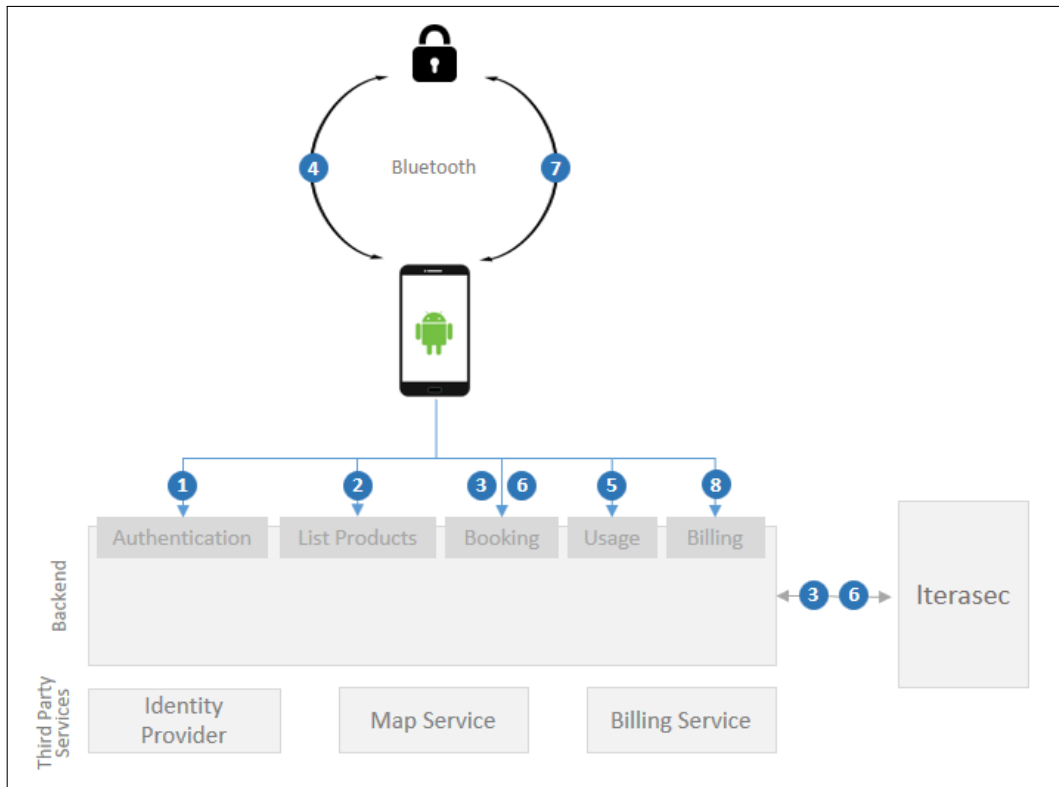 4
Bluetooth
7
1
2
3
6
5
8
Authentication
List Products
Booking
Usage
Billing
Backend
3
6
Iterasec
Third Party
Services
Identity
Provider
Map Service
Billing Service